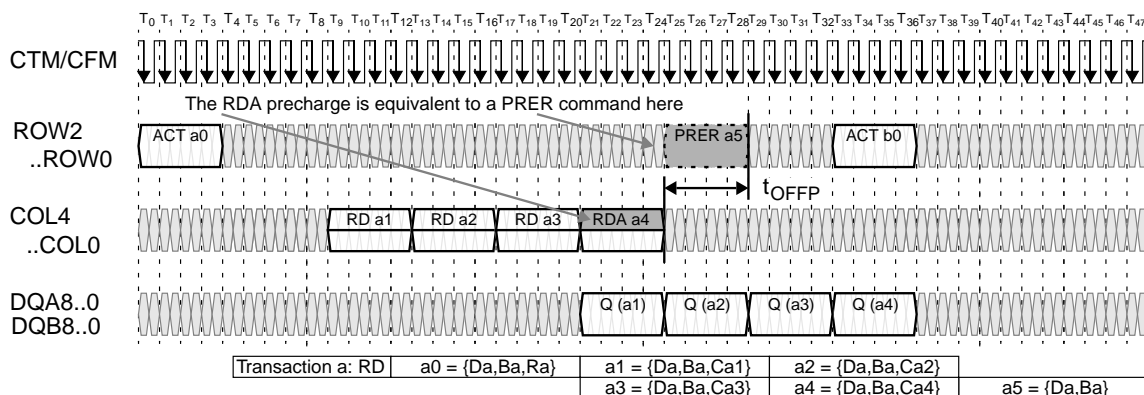 T0 T1 T2 T3 T4 T5 T6 T7 T8 T9 T10 T11 T12 T13 T14 T15 T16 T17 T18 T19 T20 T21 T22 T23 T24 T25 T26 T27 T28 T29 T30 T31 T32 T33 T34 T35 T36 T37 T38 T39 T40 T41 T42 T43 T44 T45 T46 T47
CTM/CFM
The RDA precharge is equivalent to a PRER command here
ROW2
..ROW0
ACT a0 PRER a5 ACT b0
tOFFP
COL4
..COL0
RD a1 RD a2 RD a3 RDA a4
DQA8..0
DQB8..0
Q (a1) Q (a2) Q (a3) Q (a4)
Transaction a: RD a0 = {Da,Ba,Ra} a1 = {Da,Ba,Ca1} a2 = {Da,Ba,Ca2}
a3 = {Da,Ba,Ca3} a4 = {Da,Ba,Ca4} a5 = {Da,Ba}